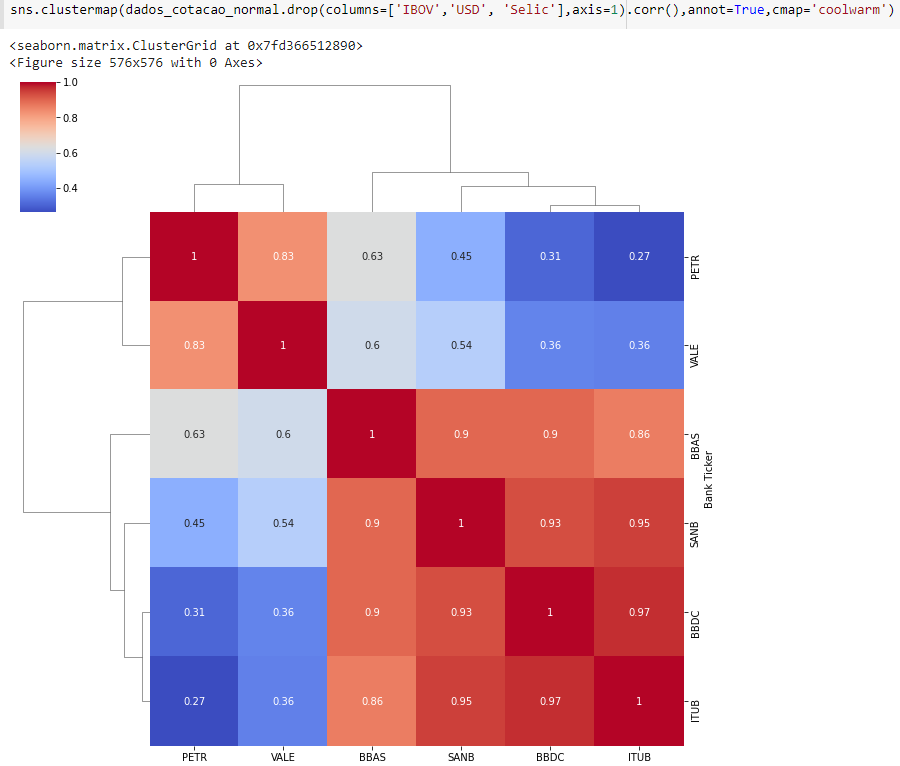 sns.clustermap(dados_cotacao_normal.drop(columns=['IBOV','USD', 'Selic'],axis=1).corr(),annot=True,cmap='coolwarm')
<seaborn.matrix.ClusterGrid at 0x7fd366512890>
<Figure size 576x576 with 0 Axes>
1.0
0.8
0.6
0.4
1 0.83 0.63 0.45 0.31 0.27 PETR
0.83 1 0.6 0.54 0.36 0.36 VALE
0.63 0.6 1 0.9 0.9 0.86 BBAS
Bank Ticker
0.45 0.54 0.9 1 0.93 0.95 SANB
0.31 0.36 0.9 0.93 1 0.97 BBDC
0.27 0.36 0.86 0.95 0.97 1 ITUB
PETR VALE BBAS SANB BBDC ITUB